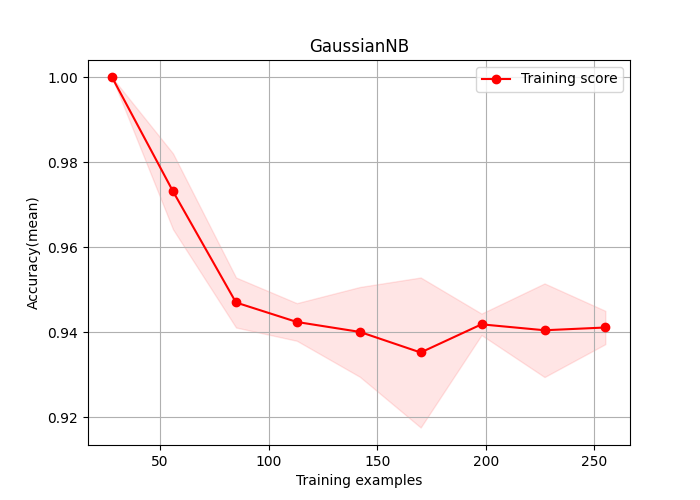 GaussianNB
Training score
Accuracy(mean)
1.00
0.98
0.96
0.94
0.92
50
100
150
200
250
Training examples